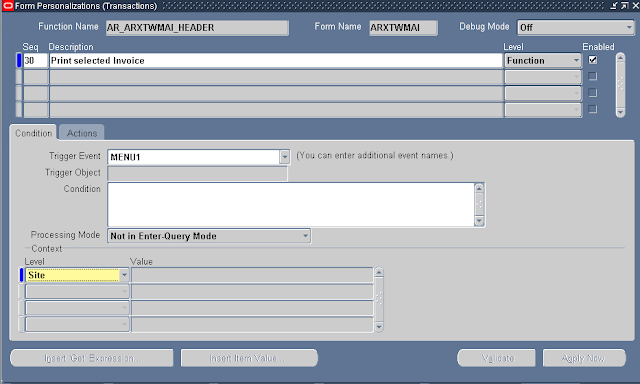 Form Personalizations (Transactions)
Function Name AR_ARXTWMAI_HEADER Form Name ARXTWMAI Debug Mode Off
Seq Description Level Enabled
30 Print selected Invoice Function
Condition Actions
Trigger Event MENU1 (You can enter additional event names.)
Trigger Object
Condition
Processing Mode Not in Enter-Query Mode
Context
Level Value
Site
Insert 'Get' Expression... Insert Item Value... Validate Apply Now